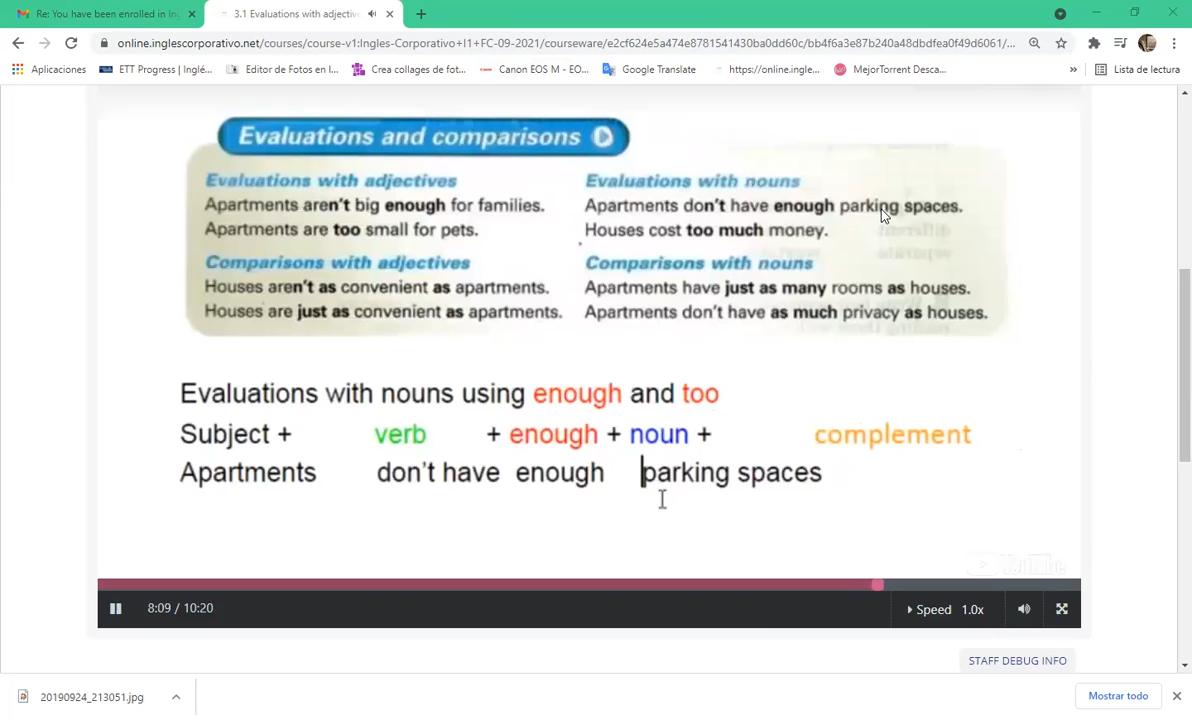 Re: You have been enrolled in Ing
3.1 Evaluations with adjective
online.inglescorporativo.net/courses/course-v1:Ingles-Corporativo+I1+FC-09-2021/courseware/e2cf624e5a474e8781541430ba0dd60c/bb4f6a3e87b240a48dbdfea0f49d6061/...
Aplicaciones
ETT Progress | Inglé...
Editor de Fotos en l...
Crea collages de fot...
Canon EOS M - EO...
Google Translate
https://online.ingle...
MejorTorrent Desca...
»
Lista de lectura
Evaluations and comparisons
Evaluations with adjectives
Apartments aren't big enough for families.
Apartments are too small for pets.
Comparisons with adjectives
Houses aren't as convenient as apartments.
Houses are just as convenient as apartments.
Evaluations with nouns
Apartments don't have enough parking spaces.
Houses cost too much money.
Comparisons with nouns
Apartments have just as many rooms as houses.
Apartments don't have as much privacy as houses.
Evaluations with nouns using enough and too
Subject + verb + enough + noun + complement
Apartments don't have enough parking spaces
YouTube
8:09 / 10:20
Speed 1.0x
STAFF DEBUG INFO
20190924_213051.jpg
Mostrar todo